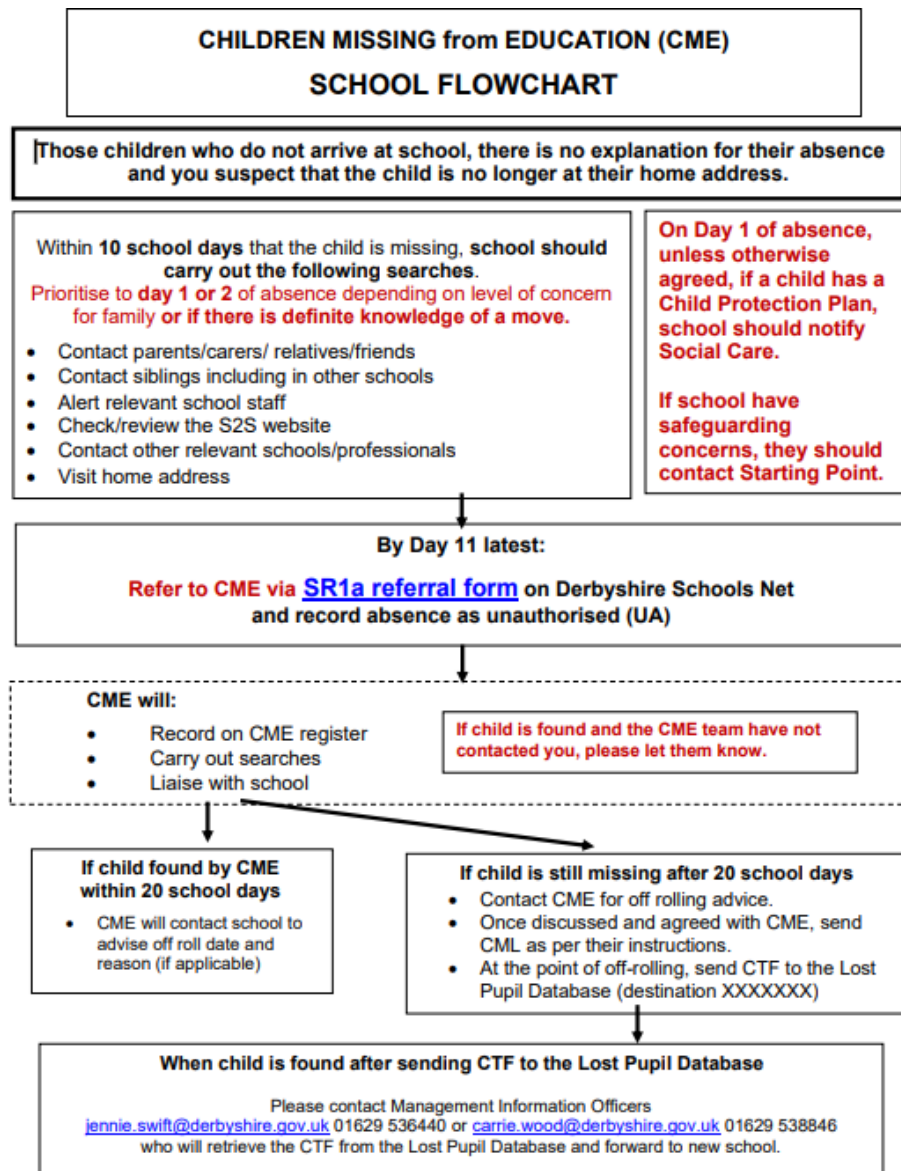 CHILDREN MISSING from EDUCATION (CME)
SCHOOL FLOWCHART
Those children who do not arrive at school, there is no explanation for their absence
and you suspect that the child is no longer at their home address.
Within 10 school days that the child is missing, school should
carry out the following searches.
Prioritise to day 1 or 2 of absence depending on level of concern
for family or if there is definite knowledge of a move.
• Contact parents/carers/ relatives/friends
• Contact siblings including in other schools
• Alert relevant school staff
• Check/review the S2S website
• Contact other relevant schools/professionals
• Visit home address
On Day 1 of absence,
unless otherwise
agreed, if a child has a
Child Protection Plan,
school should notify
Social Care.
If school have
safeguarding
concerns, they should
contact Starting Point.
By Day 11 latest:
Refer to CME via SR1a referral form on Derbyshire Schools Net
and record absence as unauthorised (UA)
CME will:
• Record on CME register
• Carry out searches
• Liaise with school
If child is found and the CME team have not
contacted you, please let them know.
If child found by CME
within 20 school days
• CME will contact school to
advise off roll date and
reason (if applicable)
If child is still missing after 20 school days
• Contact CME for off rolling advice.
• Once discussed and agreed with CME, send
CML as per their instructions.
• At the point of off-rolling, send CTF to the Lost
Pupil Database (destination XXXXXXX)
When child is found after sending CTF to the Lost Pupil Database
Please contact Management Information Officers
jennie.swift@derbyshire.gov.uk 01629 536440 or carrie.wood@derbyshire.gov.uk 01629 538846
who will retrieve the CTF from the Lost Pupil Database and forward to new school.